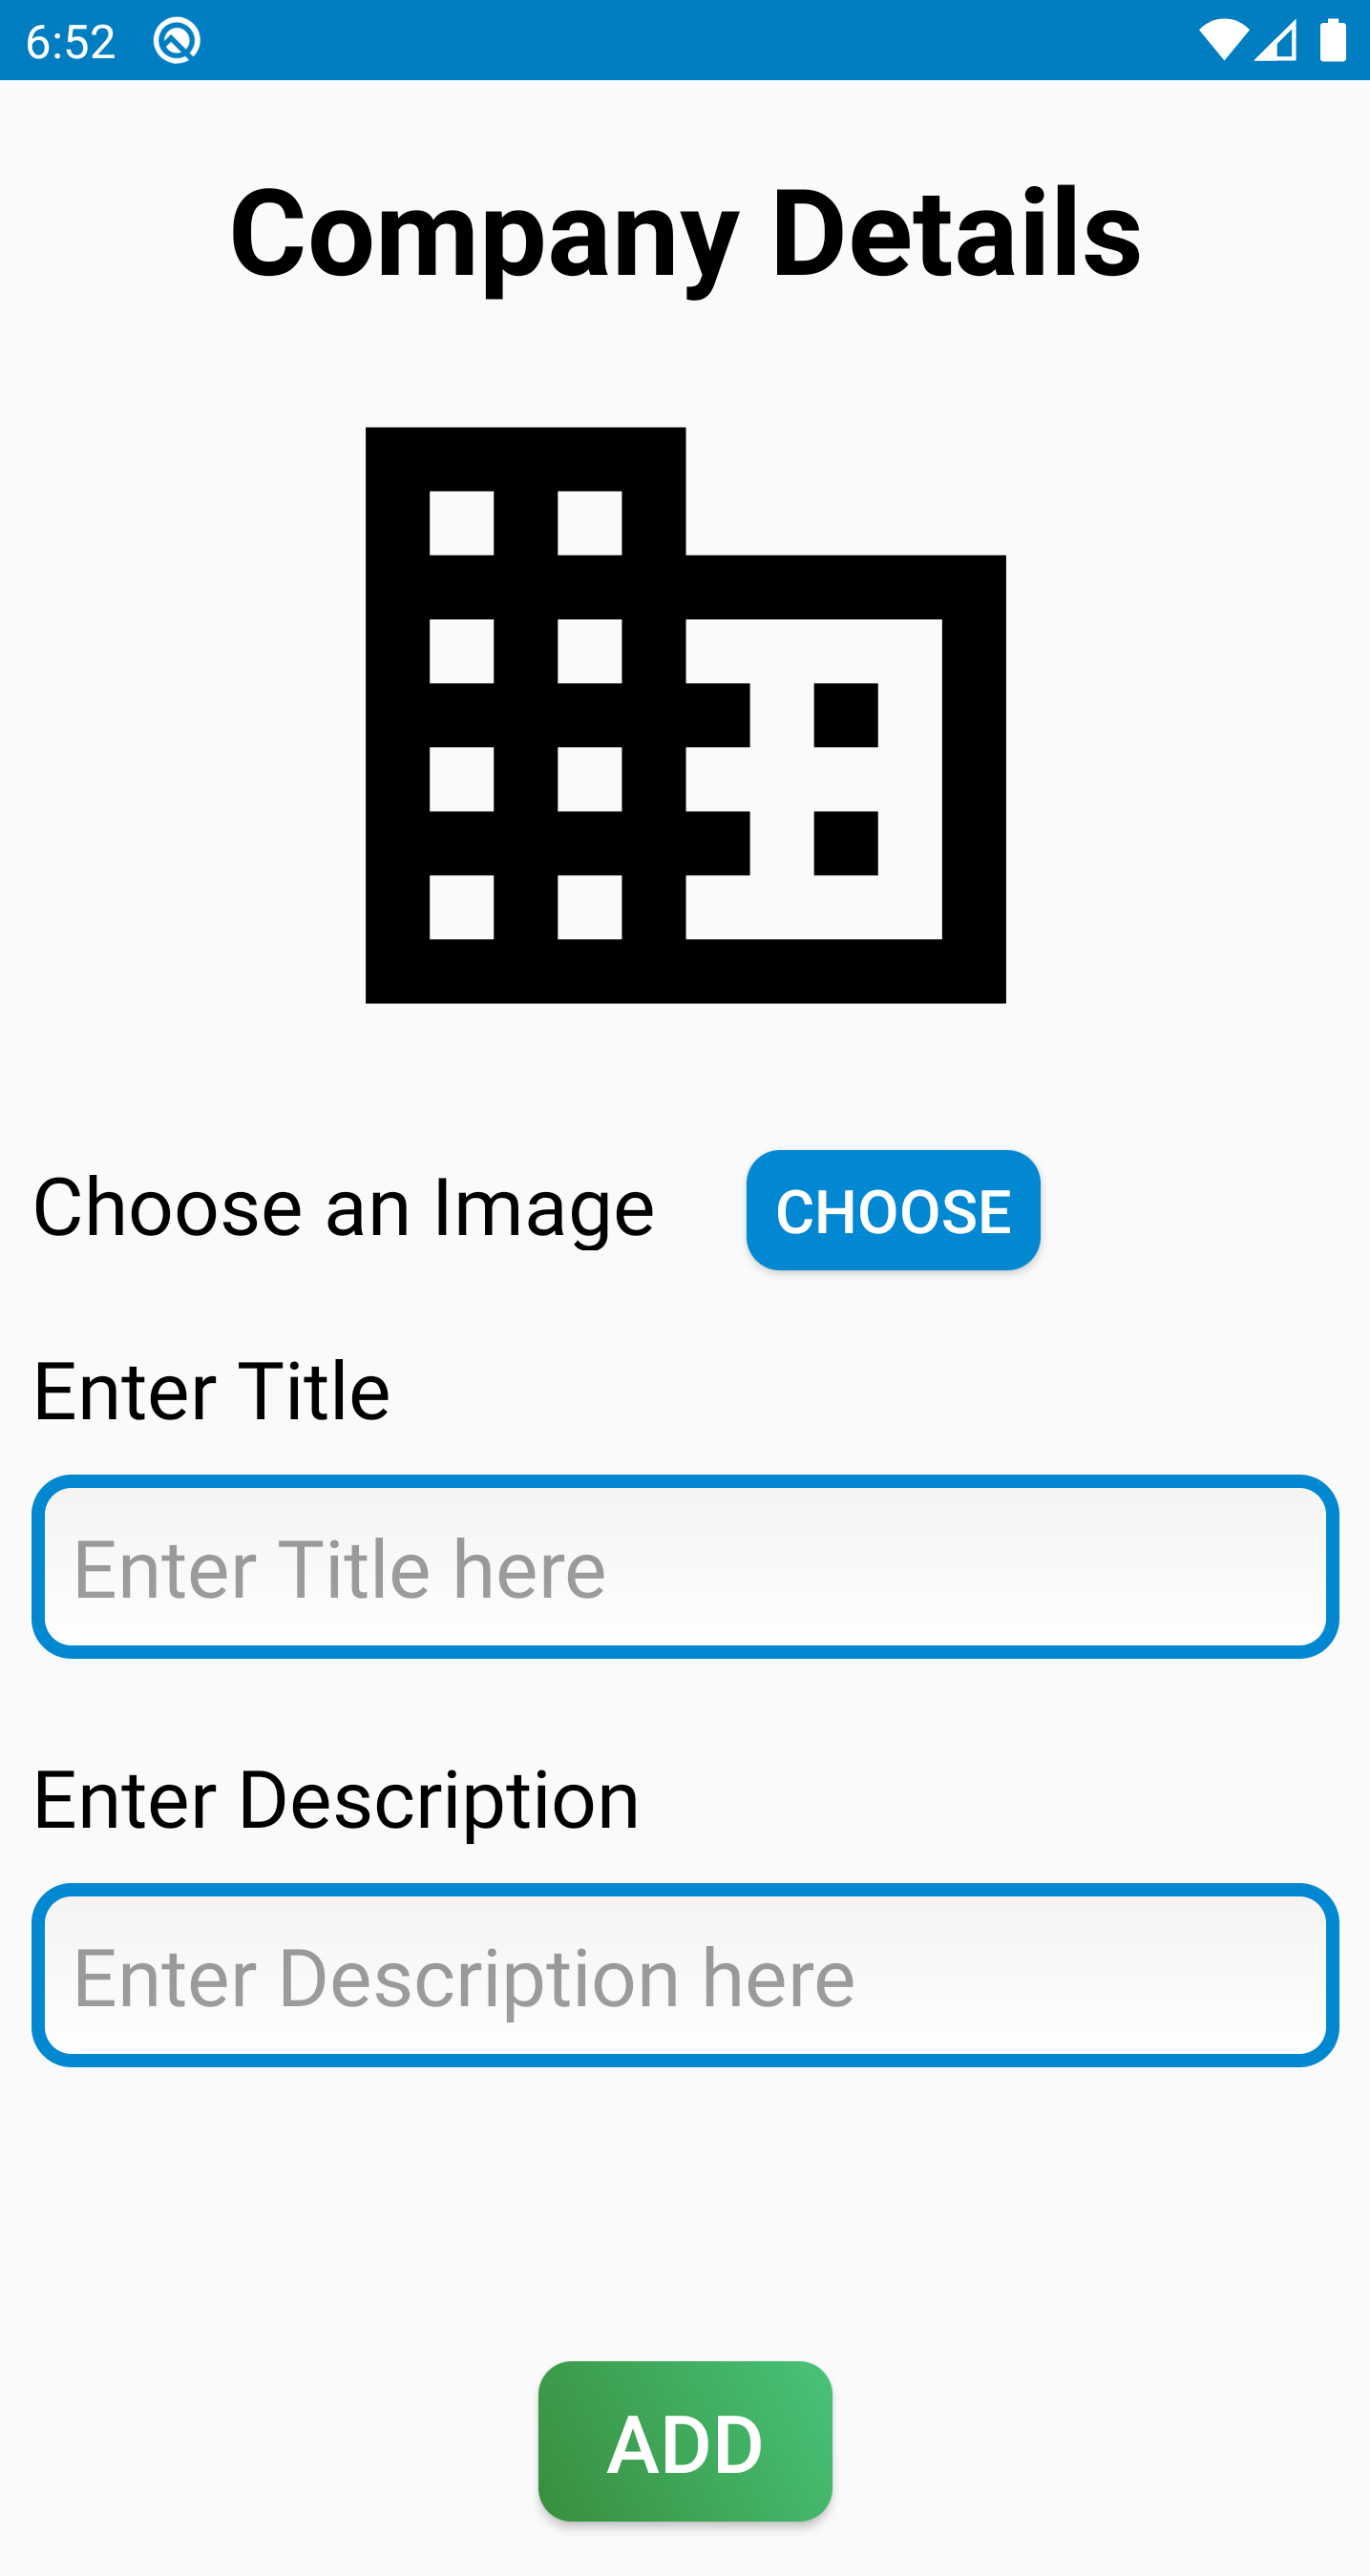 6:52
Company Details
Choose an Image
CHOOSE
Enter Title
Enter Title here
Enter Description
Enter Description here
ADD